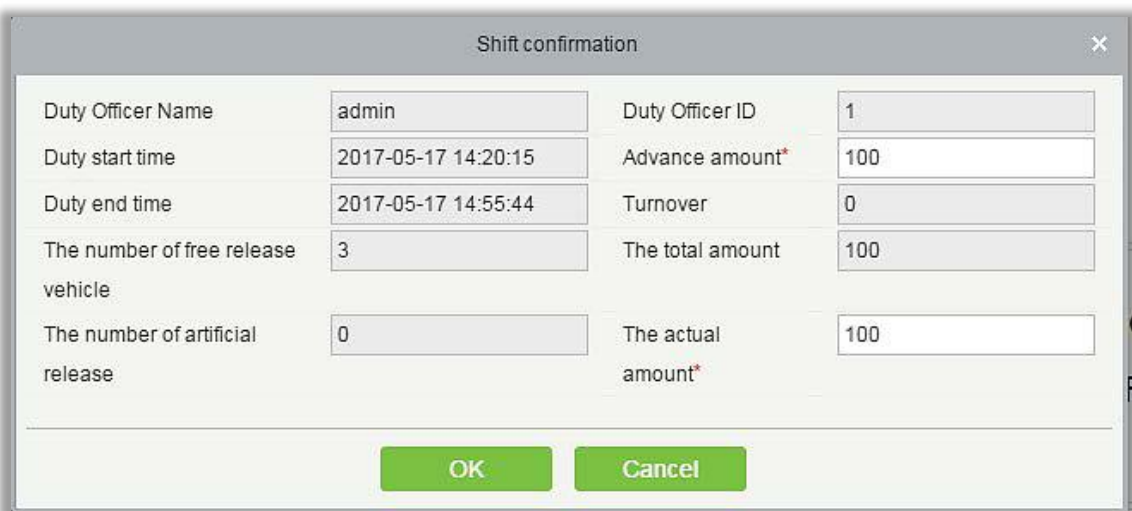 Shift confirmation ×
Duty Officer Name admin Duty Officer ID 1
Duty start time 2017-05-17 14:20:15 Advance amount* 100
Duty end time 2017-05-17 14:55:44 Turnover 0
The number of free release 3 The total amount 100
vehicle
The number of artificial 0 The actual 100
release amount*
OK Cancel